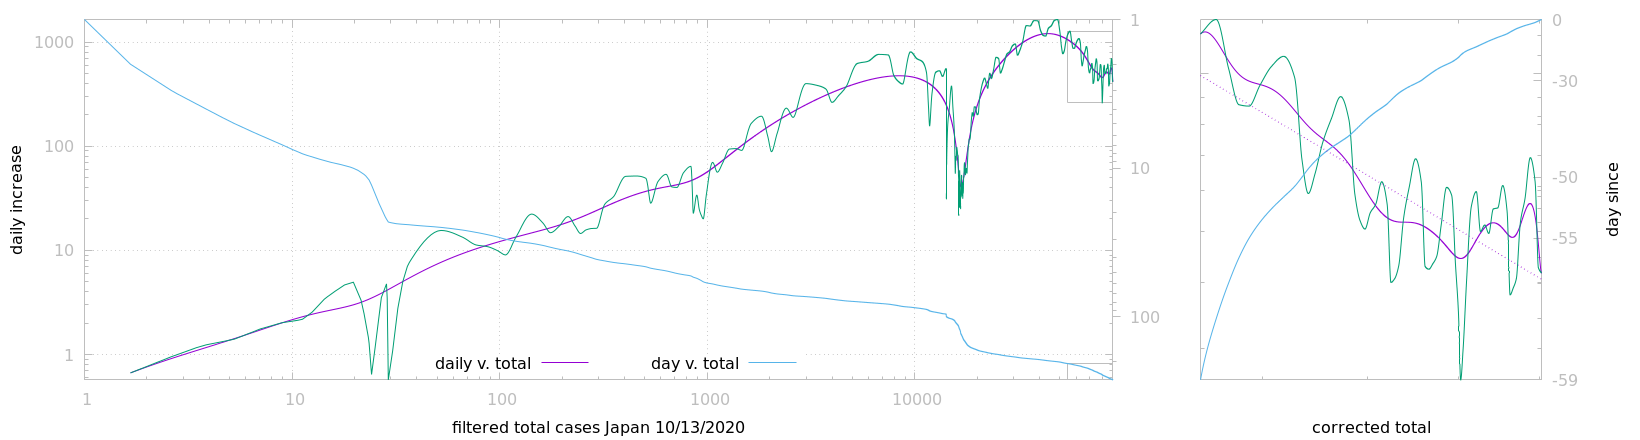 1000
100
10
1
daily increase
1
10
100
0
-30
-50
-55
-59
day since
daily v. total
day v. total
1
10
100
1000
10000
filtered total cases Japan 10/13/2020
corrected total